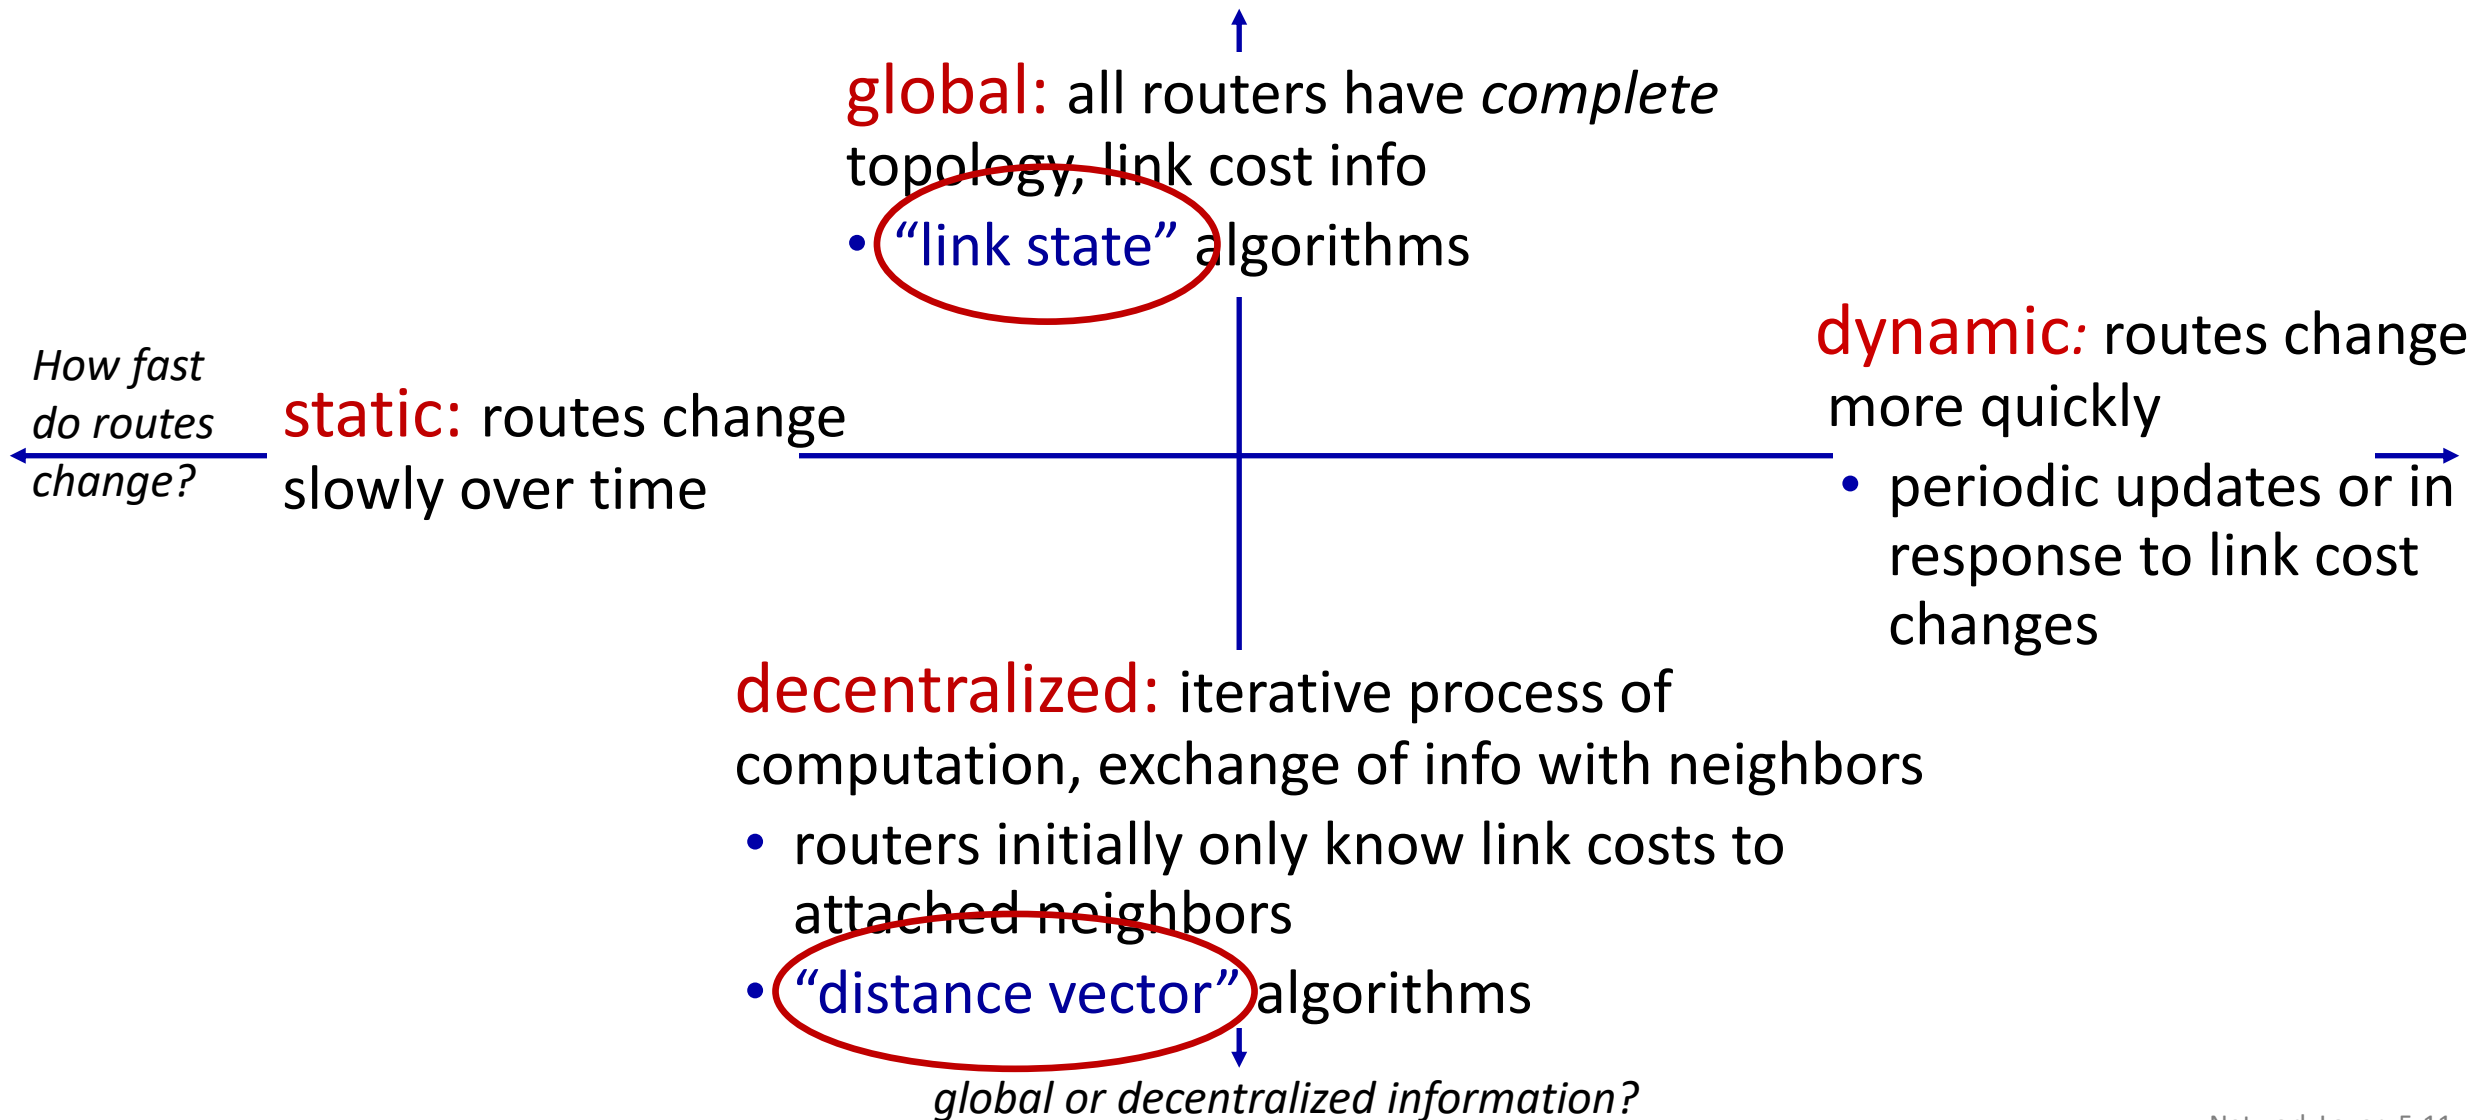 global: all routers have complete
topology, link cost info
• “link state” algorithms
How fast
do routes
change?
static: routes change
slowly over time
dynamic: routes change
more quickly
• periodic updates or in
response to link cost
changes
decentralized: iterative process of
computation, exchange of info with neighbors
• routers initially only know link costs to
attached neighbors
• “distance vector” algorithms
global or decentralized information?